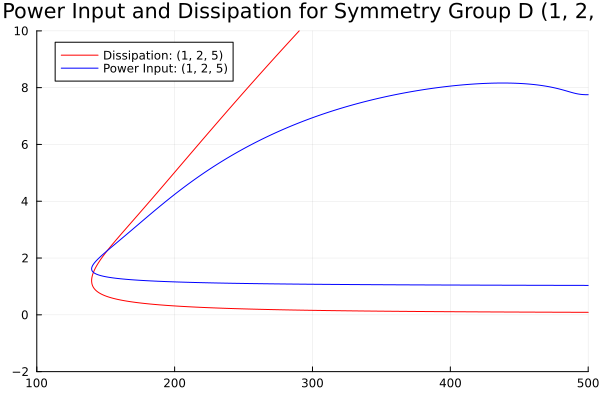 Power Input and Dissipation for Symmetry Group D (1, 2,
10
8
6
4
2
0
−2
Dissipation: (1, 2, 5)
Power Input: (1, 2, 5)
100 200 300 400 500